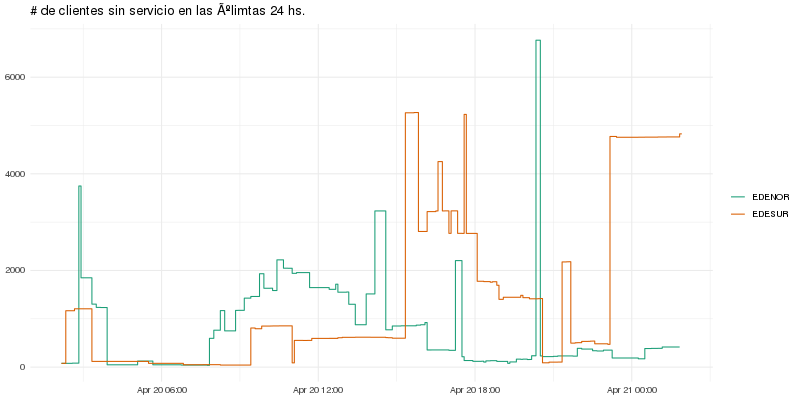 # de clientes sin servicio en las Ãºlimtas 24 hs.
6000
4000
2000
0
Apr 20 06:00
Apr 20 12:00
Apr 20 18:00
Apr 21 00:00
EDENOR
EDESUR